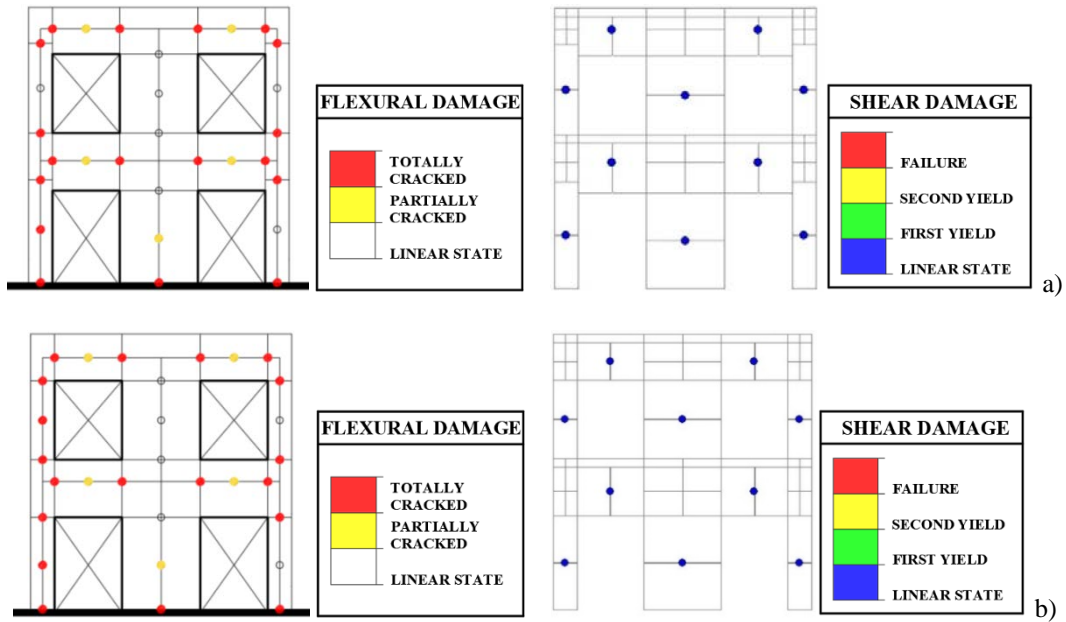 FLEXURAL DAMAGE
TOTALLY
CRACKED
PARTIALLY
CRACKED
LINEAR STATE
SHEAR DAMAGE
FAILURE
SECOND YIELD
FIRST YIELD
LINEAR STATE
a)
FLEXURAL DAMAGE
TOTALLY
CRACKED
PARTIALLY
CRACKED
LINEAR STATE
SHEAR DAMAGE
FAILURE
SECOND YIELD
FIRST YIELD
LINEAR STATE
b)